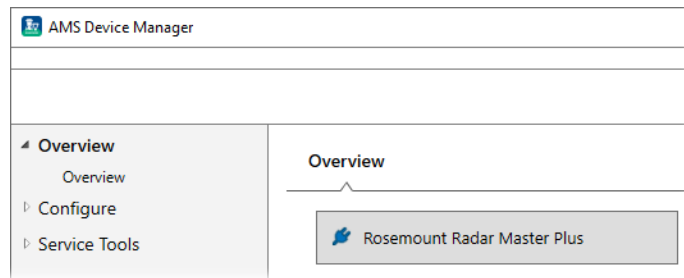 AMS Device Manager
Overview
Overview
Configure
Service Tools
Overview
Rosemount Radar Master Plus